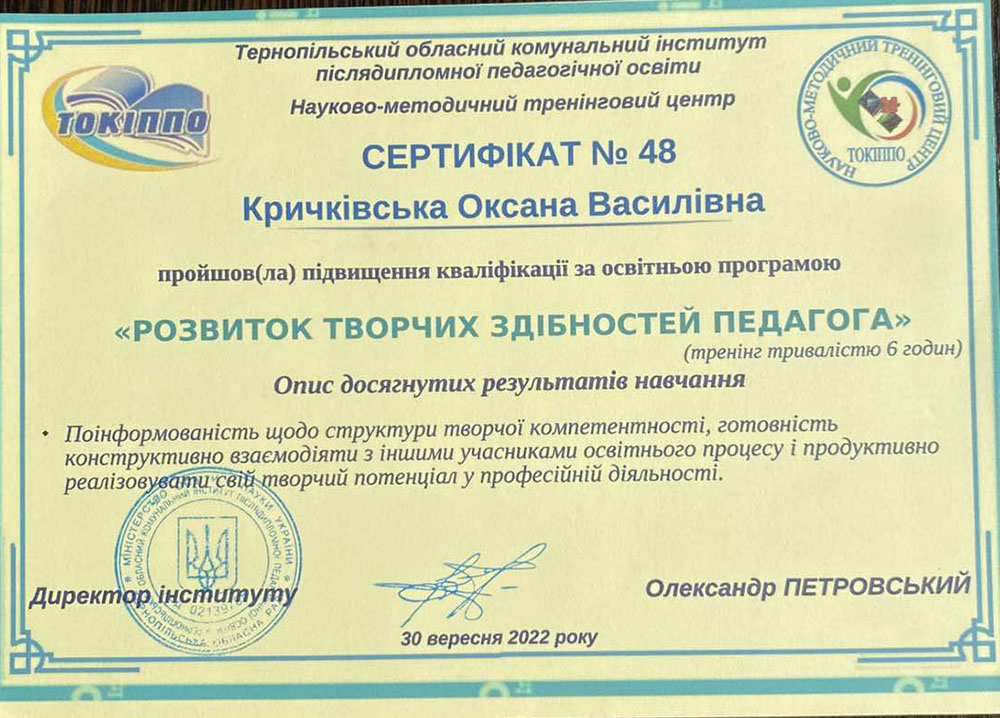 Тернопільський обласний комунальний інститут
післядипломної педагогічної освіти
Науково-методичний тренінговий центр
ТОКІППО
НАУКОВО-МЕТОДИЧНИЙ ТРЕНІНГОВИЙ ЦЕНТР
ТОКІППО
СЕРТИФІКАТ № 48
Кричківська Оксана Василівна
пройшов(ла) підвищення кваліфікації за освітньою програмою
«РОЗВИТОК ТВОРЧИХ ЗДІБНОСТЕЙ ПЕДАГОГА»
(тренінг тривалістю 6 годин)
Опис досягнутих результатів навчання
• Поінформованість щодо структури творчої компетентності, готовність
конструктивно взаємодіяти з іншими учасниками освітнього процесу і продуктивно
реалізовувати свій творчий потенціал у професійній діяльності.
Директор інституту
Олександр ПЕТРОВСЬКИЙ
30 вересня 2022 року